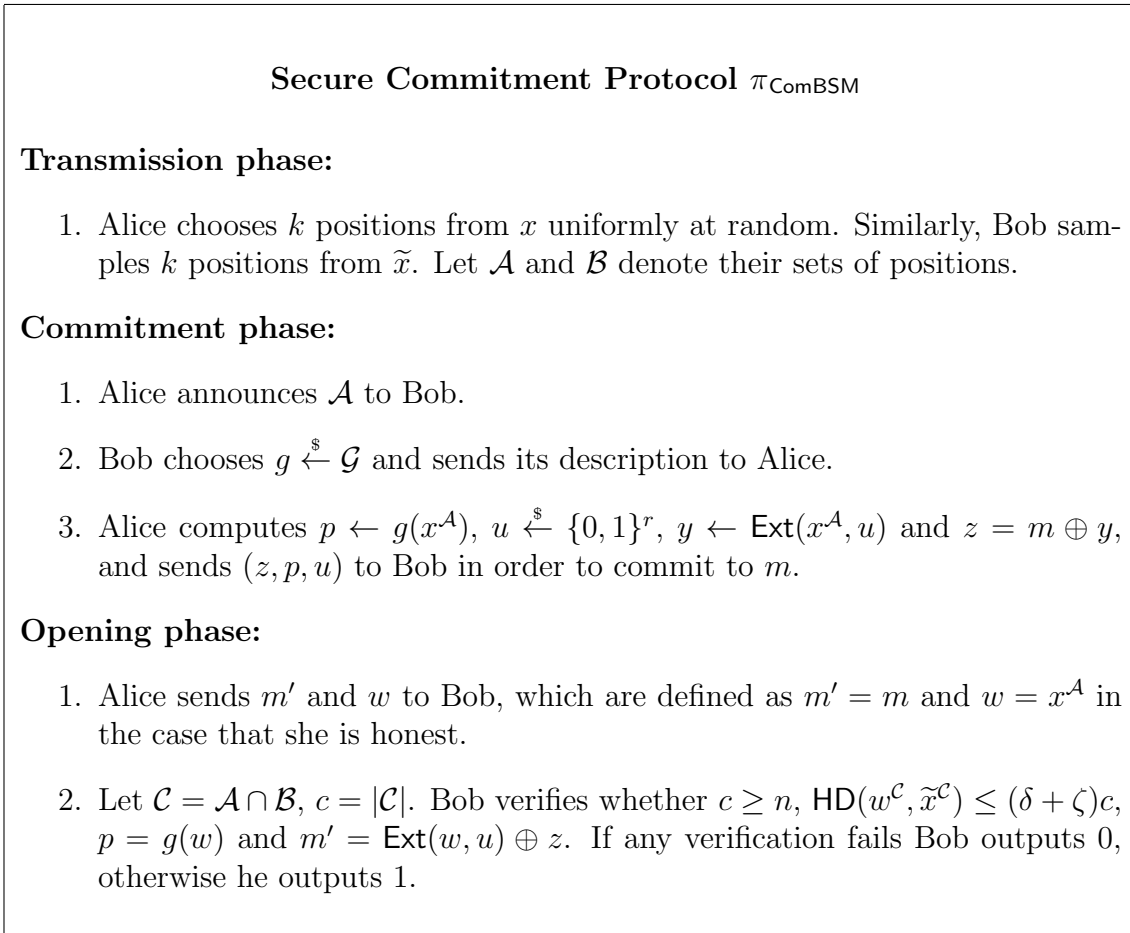 Secure Commitment Protocol π_ComBSM
Transmission phase:
1. Alice chooses k positions from x uniformly at random. Similarly, Bob sam-
ples k positions from x̃. Let 𝒜 and ℬ denote their sets of positions.
Commitment phase:
1. Alice announces 𝒜 to Bob.
2. Bob chooses g ←$ 𝒢 and sends its description to Alice.
3. Alice computes p ← g(x^𝒜), u ←$ {0, 1}^r, y ← Ext(x^𝒜, u) and z = m ⊕ y,
and sends (z, p, u) to Bob in order to commit to m.
Opening phase:
1. Alice sends m′ and w to Bob, which are defined as m′ = m and w = x^𝒜 in
the case that she is honest.
2. Let 𝒞 = 𝒜 ∩ ℬ, c = |𝒞|. Bob verifies whether c ≥ n, HD(w^𝒞, x̃^𝒞) ≤ (δ + ζ)c,
p = g(w) and m′ = Ext(w, u) ⊕ z. If any verification fails Bob outputs 0,
otherwise he outputs 1.